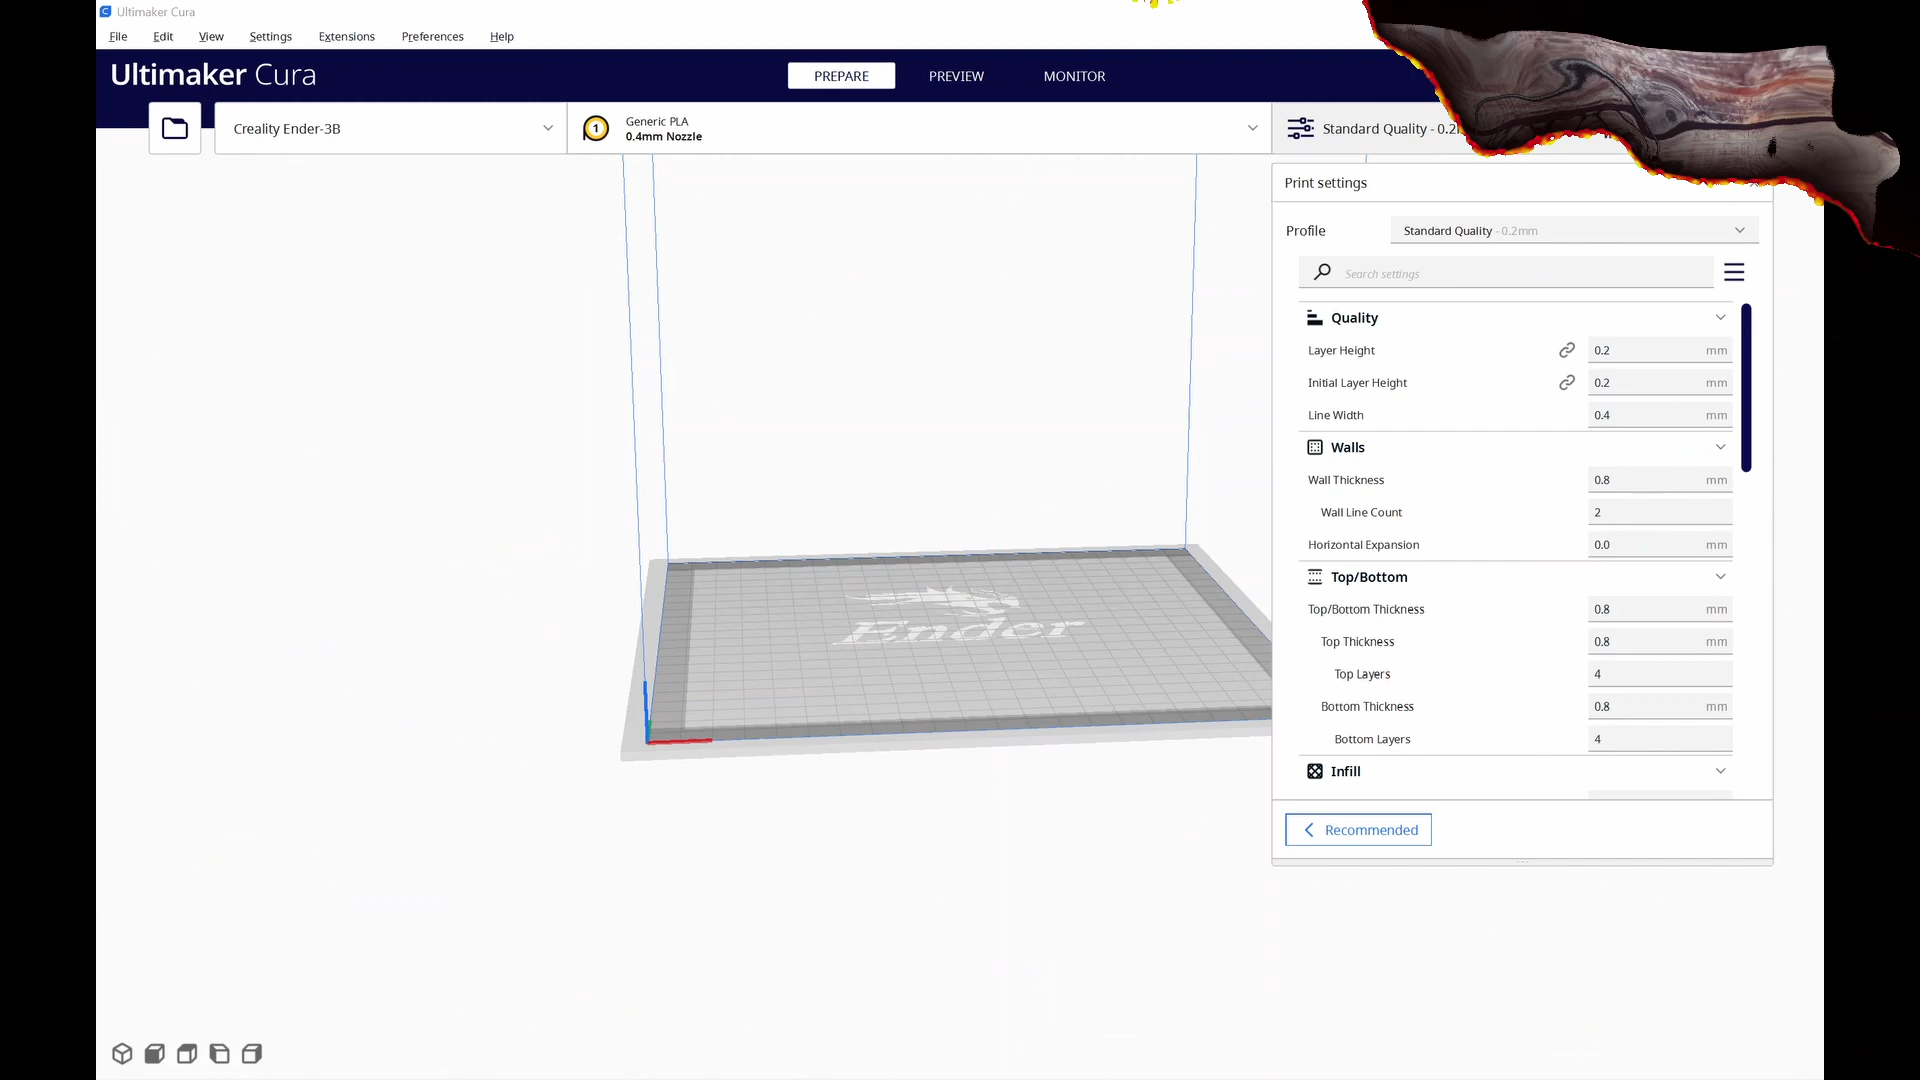 Ultimaker Cura
File Edit View Settings Extensions Preferences Help
Ultimaker Cura
PREPARE PREVIEW MONITOR
Creality Ender-3B
1
Generic PLA
0.4mm Nozzle
Standard Quality - 0.2
Print settings
Profile Standard Quality - 0.2mm
Search settings
Quality
Layer Height 0.2 mm
Initial Layer Height 0.2 mm
Line Width 0.4 mm
Walls
Wall Thickness 0.8 mm
Wall Line Count 2
Horizontal Expansion 0.0 mm
Top/Bottom
Top/Bottom Thickness 0.8 mm
Top Thickness 0.8 mm
Top Layers 4
Bottom Thickness 0.8 mm
Bottom Layers 4
Infill
Recommended
Ender